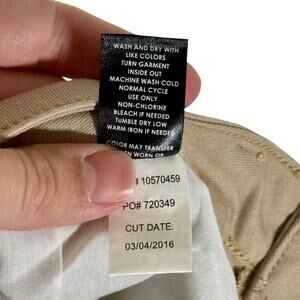 WASH AND DRY WITH
LIKE COLORS
TURN GARMENT
INSIDE OUT
MACHINE WASH COLD
NORMAL CYCLE
USE ONLY
NON-CHLORINE
BLEACH IF NEEDED
TUMBLE DRY LOW
WARM IRON IF NEEDED
COLOR MAY TRANSFER
WORN OR
# 10570459
PO# 720349
CUT DATE:
03/04/2016